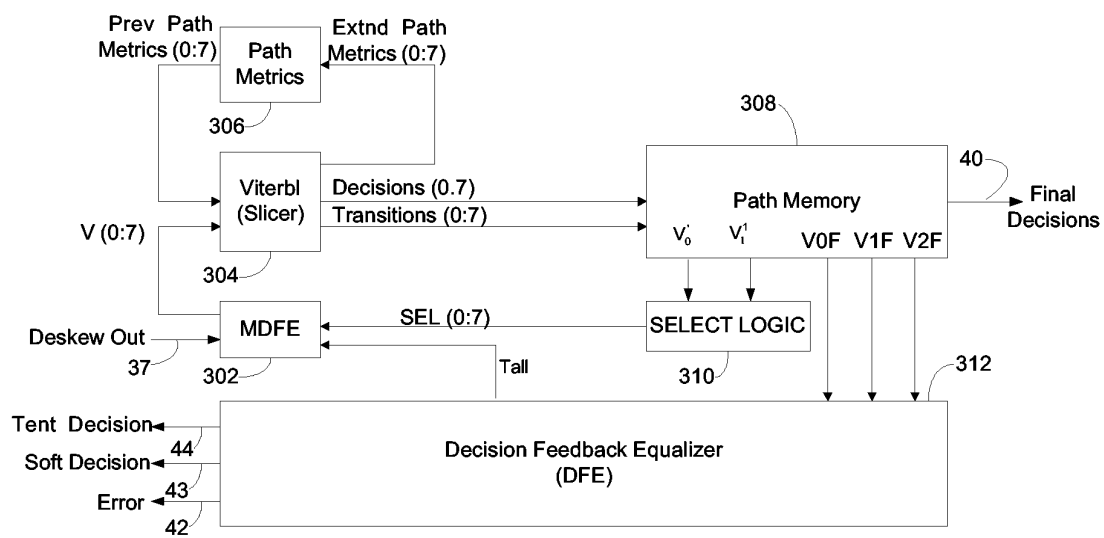 Prev Path
Metrics (0:7)
Extnd Path
Metrics (0:7)
Path
Metrics
306
308
Viterbl
(Slicer)
304
Decisions (0.7)
Transitions (0:7)
V (0:7)
Path Memory
V0' V1¹ V0F V1F V2F
40
Final
Decisions
Deskew Out
37
MDFE
302
SEL (0:7)
SELECT LOGIC
310
Tall
312
Decision Feedback Equalizer
(DFE)
Tent Decision
44
Soft Decision
43
Error
42